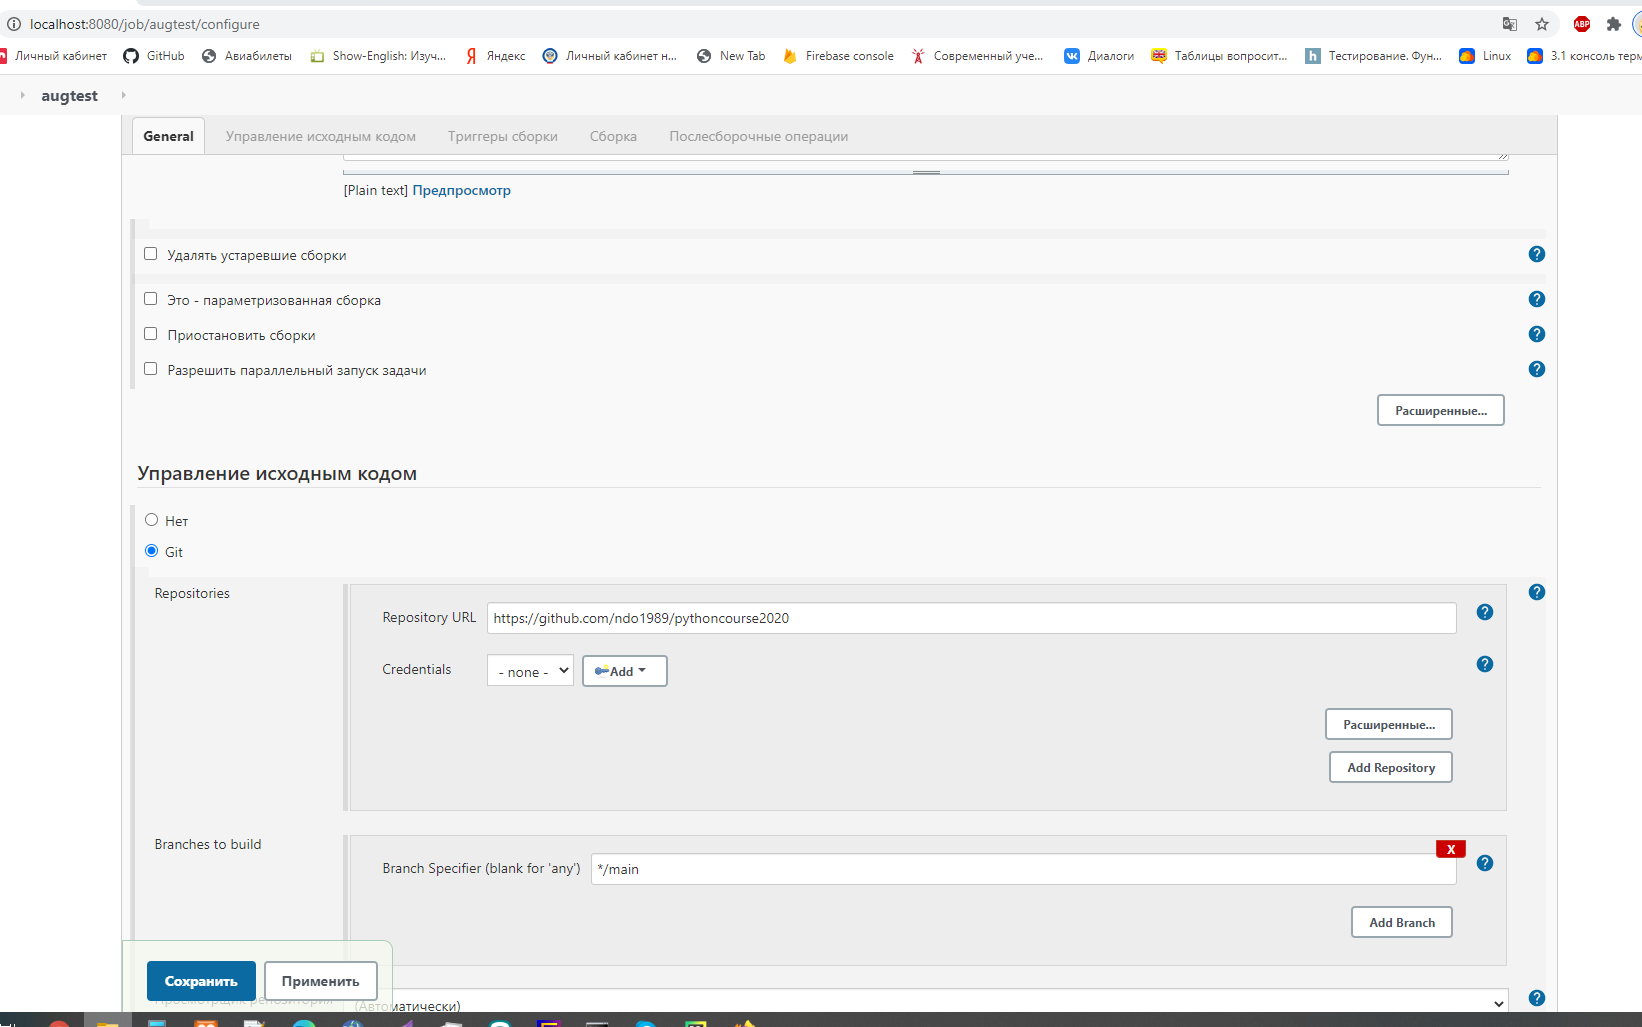 localhost:8080/job/augtest/configure
ABP
Личный кабинет GitHub Авиабилеты Show-English: Изуч... Яндекс Личный кабинет н... New Tab Firebase console Современный уче... Диалоги Таблицы вопросит... h Тестирование. Фун... Linux 3.1 консоль терм
augtest
General Управление исходным кодом Триггеры сборки Сборка Послесборочные операции
[Plain text] Предпросмотр
Удалять устаревшие сборки ?
Это - параметризованная сборка ?
Приостановить сборки ?
Разрешить параллельный запуск задачи ?
Расширенные...
Управление исходным кодом
Нет
Git
Repositories ?
Repository URL https://github.com/ndo1989/pythoncourse2020 ?
Credentials - none - Add ?
Расширенные...
Add Repository
Branches to build X
Branch Specifier (blank for 'any') */main ?
Add Branch
Сохранить Применить
Просмотрщик репозитория (Автоматически) ?